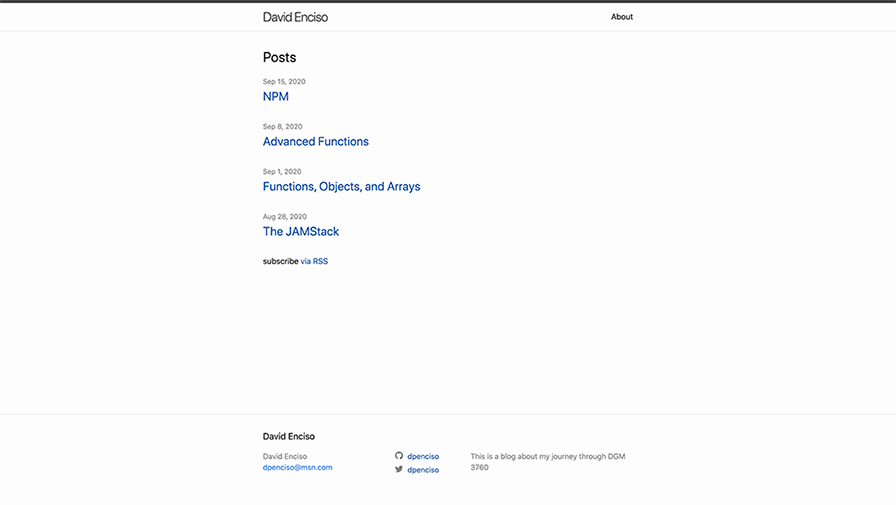 David Enciso
About
Posts
Sep 15, 2020
NPM
Sep 8, 2020
Advanced Functions
Sep 1, 2020
Functions, Objects, and Arrays
Aug 28, 2020
The JAMStack
subscribe via RSS
David Enciso
David Enciso
dpenciso@msn.com
dpenciso
dpenciso
This is a blog about my journey through DGM
3760